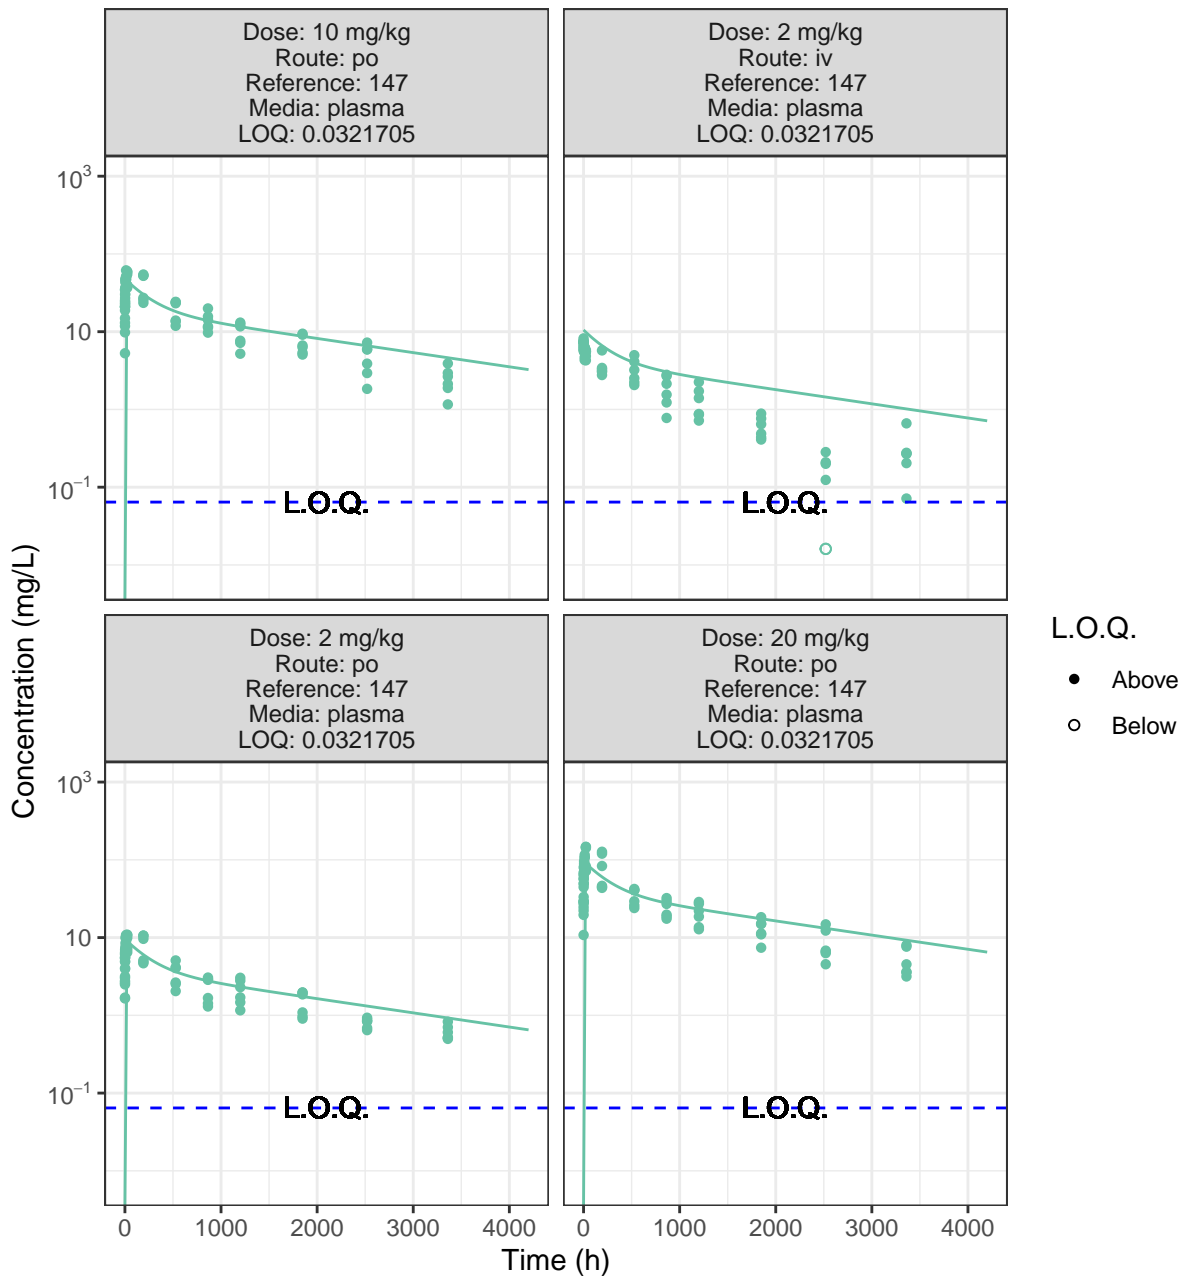 Dose: 10 mg/kg
Route: po
Reference: 147
Media: plasma
LOQ: 0.0321705
Dose: 2 mg/kg
Route: iv
Reference: 147
Media: plasma
LOQ: 0.0321705
10³
10
10⁻¹
L.O.Q.
L.O.Q.
Concentration (mg/L)
Dose: 2 mg/kg
Route: po
Reference: 147
Media: plasma
LOQ: 0.0321705
Dose: 20 mg/kg
Route: po
Reference: 147
Media: plasma
LOQ: 0.0321705
10³
10
10⁻¹
L.O.Q.
L.O.Q.
0 1000 2000 3000 4000
0 1000 2000 3000 4000
Time (h)
L.O.Q.
Above
Below